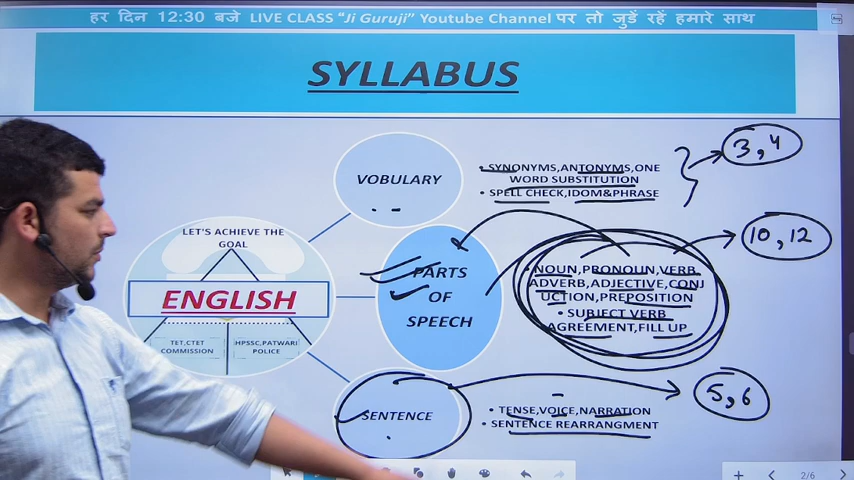 हर दिन 12:30 बजे LIVE CLASS "Ji Guruji" Youtube Channel पर तो जुडें रहें हमारे साथ
SYLLABUS
VOBULARY
• SYNONYMS,ANTONYMS,ONE
WORD SUBSTITUTION
• SPELL CHECK,IDOM&PHRASE
3,4
LET'S ACHIEVE THE
GOAL
ENGLISH
TET,CTET
COMMISSION
HPSSC,PATWARI
POLICE
PARTS
OF
SPEECH
• NOUN,PRONOUN,VERB,
ADVERB,ADJECTIVE,CONJ
UCTION,PREPOSITION
• SUBJECT VERB
AGREEMENT,FILL UP
10,12
SENTENCE
• TENSE,VOICE,NARRATION
• SENTENCE REARRANGMENT
5,6
2/6